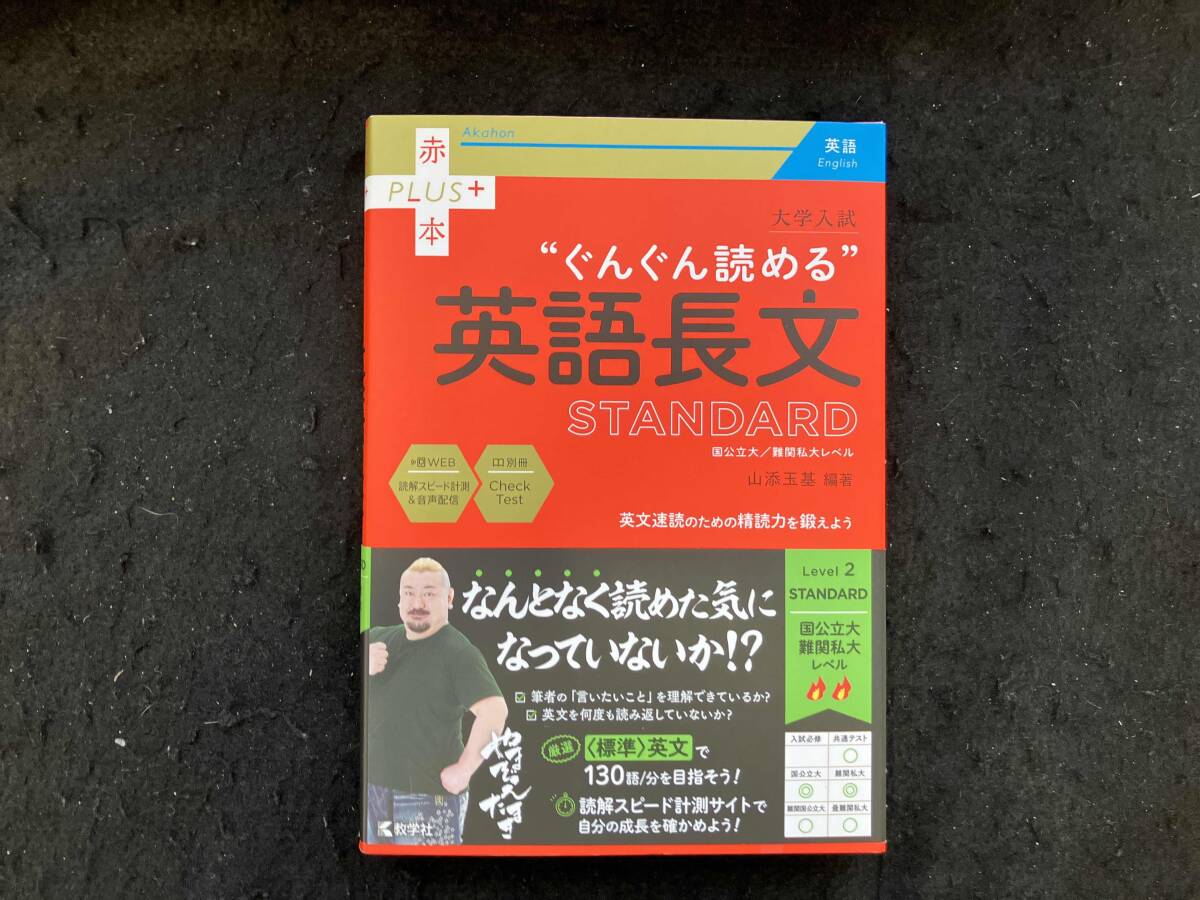 Akahon
英語
English
赤
PLUS+
本
大学入試
“ぐんぐん読める”
英語長文
STANDARD
国公立大／難関私大レベル
山添玉基 編著
WEB
読解スピード計測
&音声配信
別冊
Check
Test
英文速読のための精読力を鍛えよう
なんとなく読めた気に
なっていないか!?
筆者の「言いたいこと」を理解できているか?
英文を何度も読み返していないか?
厳選 〈標準〉英文で
130語/分を目指そう!
読解スピード計測サイトで
自分の成長を確かめよう!
やまぞえたまき
教学社
Level 2
STANDARD
国公立大
難関私大
レベル
入試必修 共通テスト
○
国公立大 難関私大
◎ ◎
難関国公立大 最難関私大
○ ○